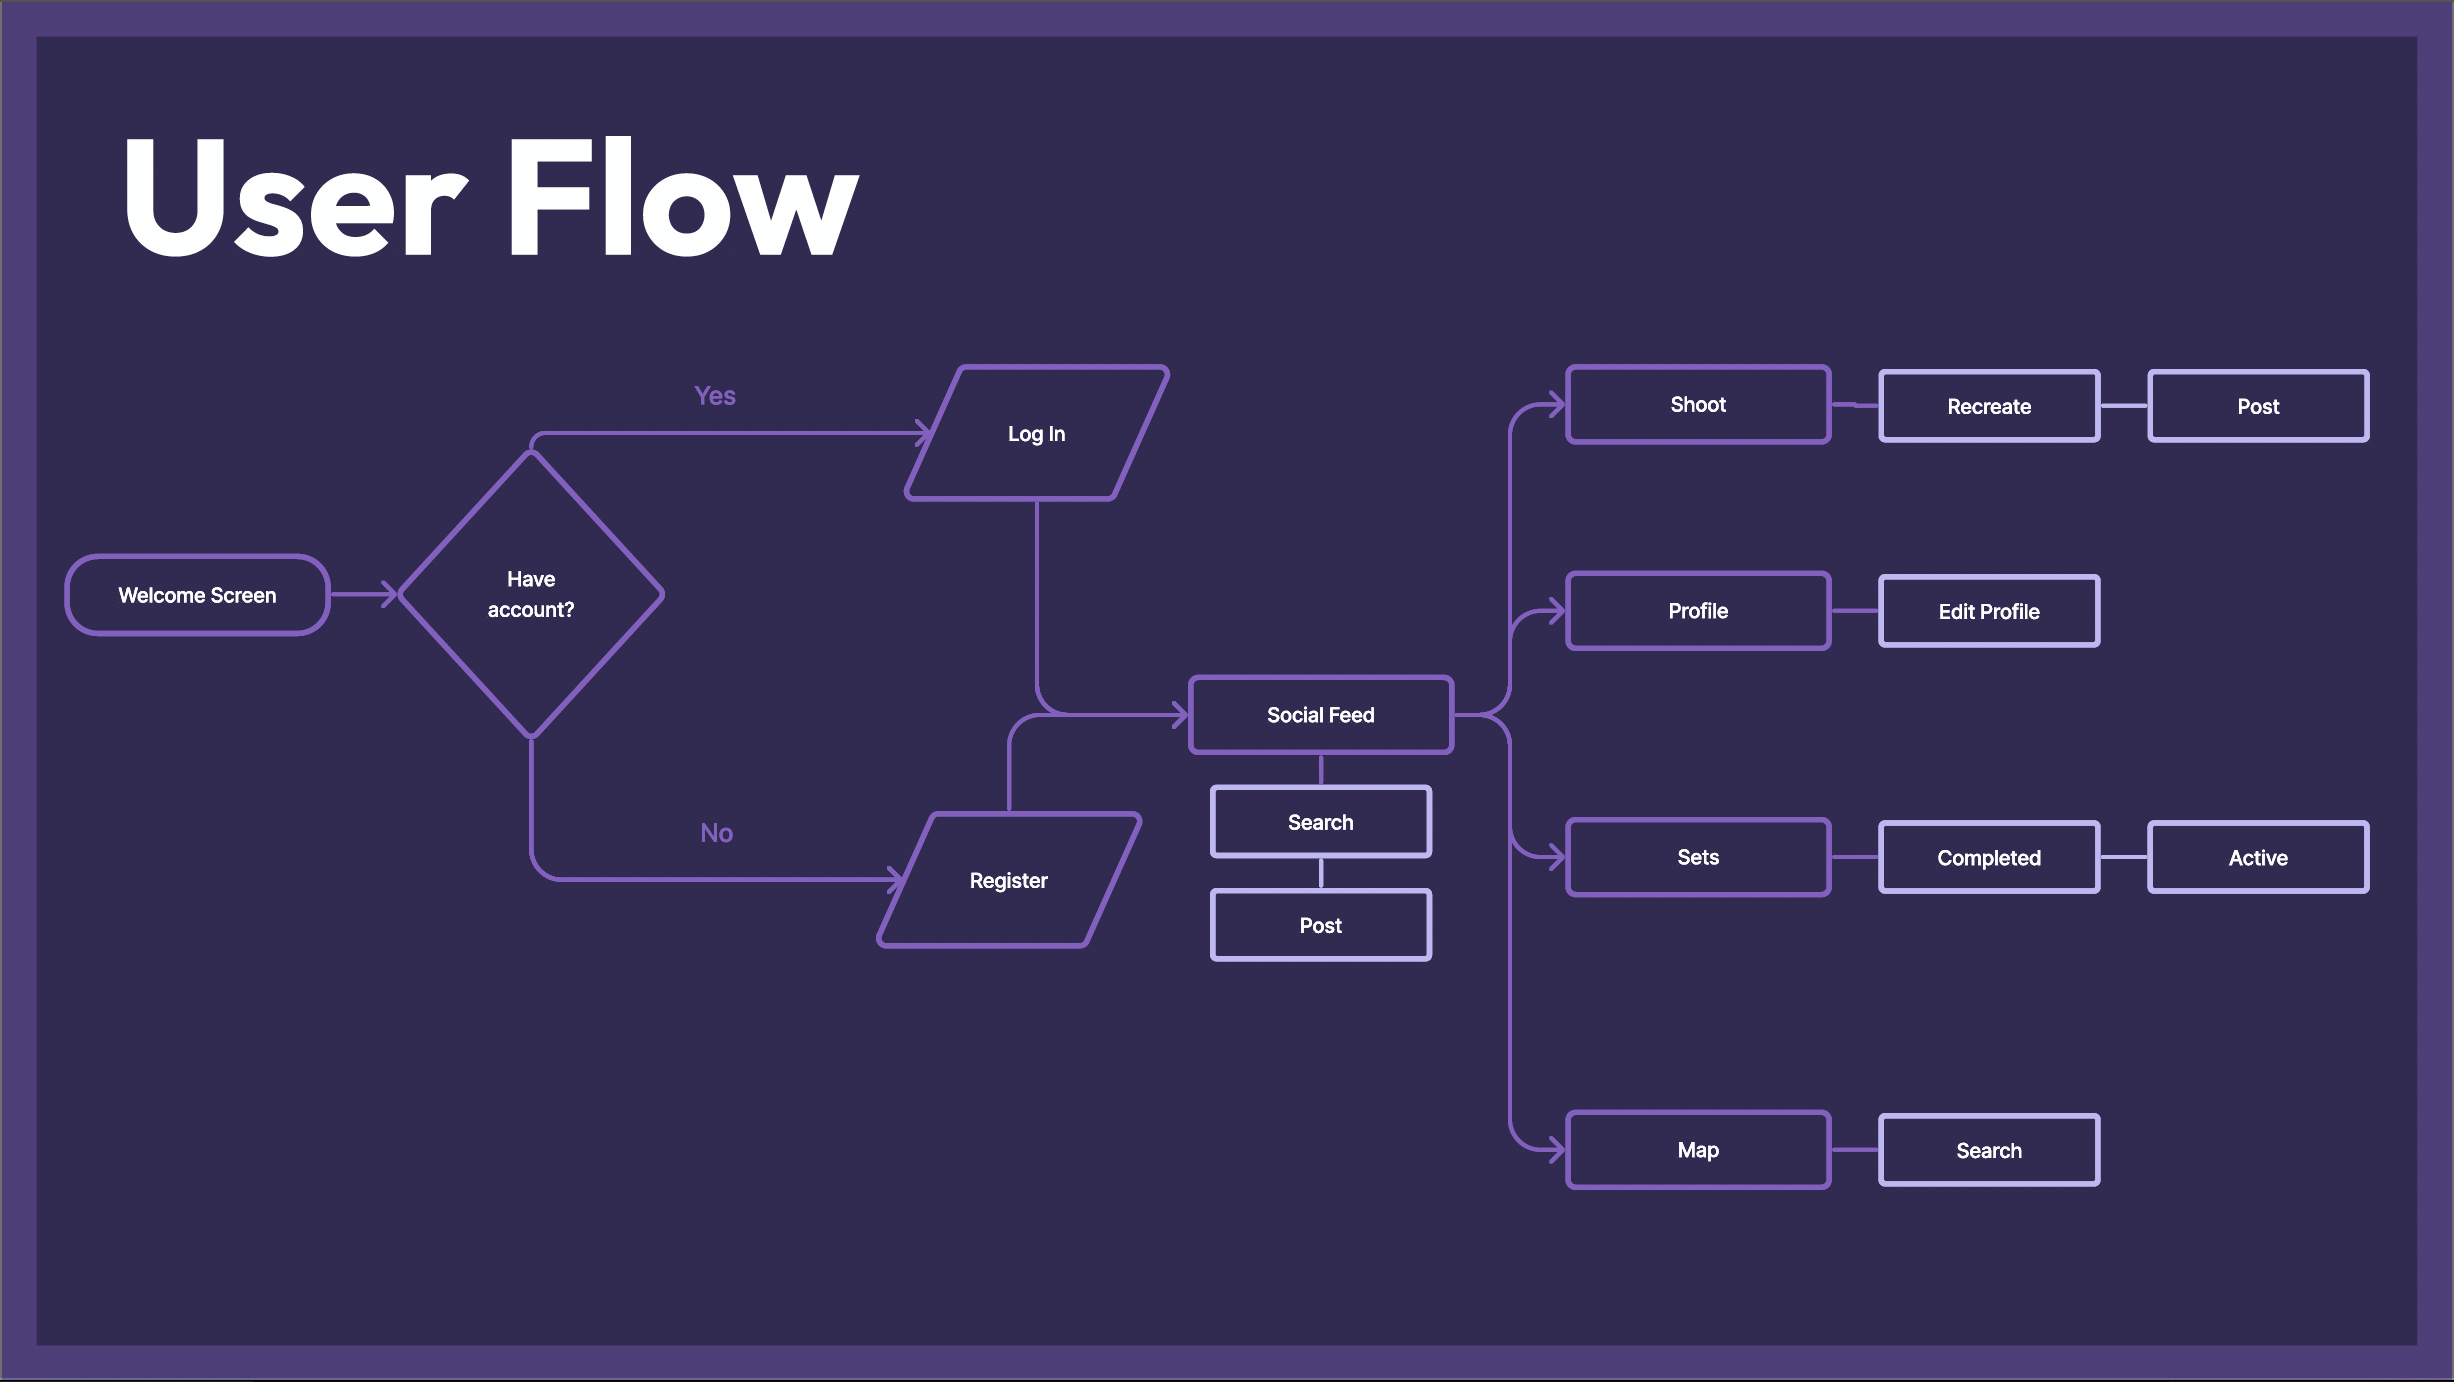 User Flow
Welcome Screen
Have
account?
Yes
No
Log In
Register
Social Feed
Search
Post
Shoot
Recreate
Post
Profile
Edit Profile
Sets
Completed
Active
Map
Search